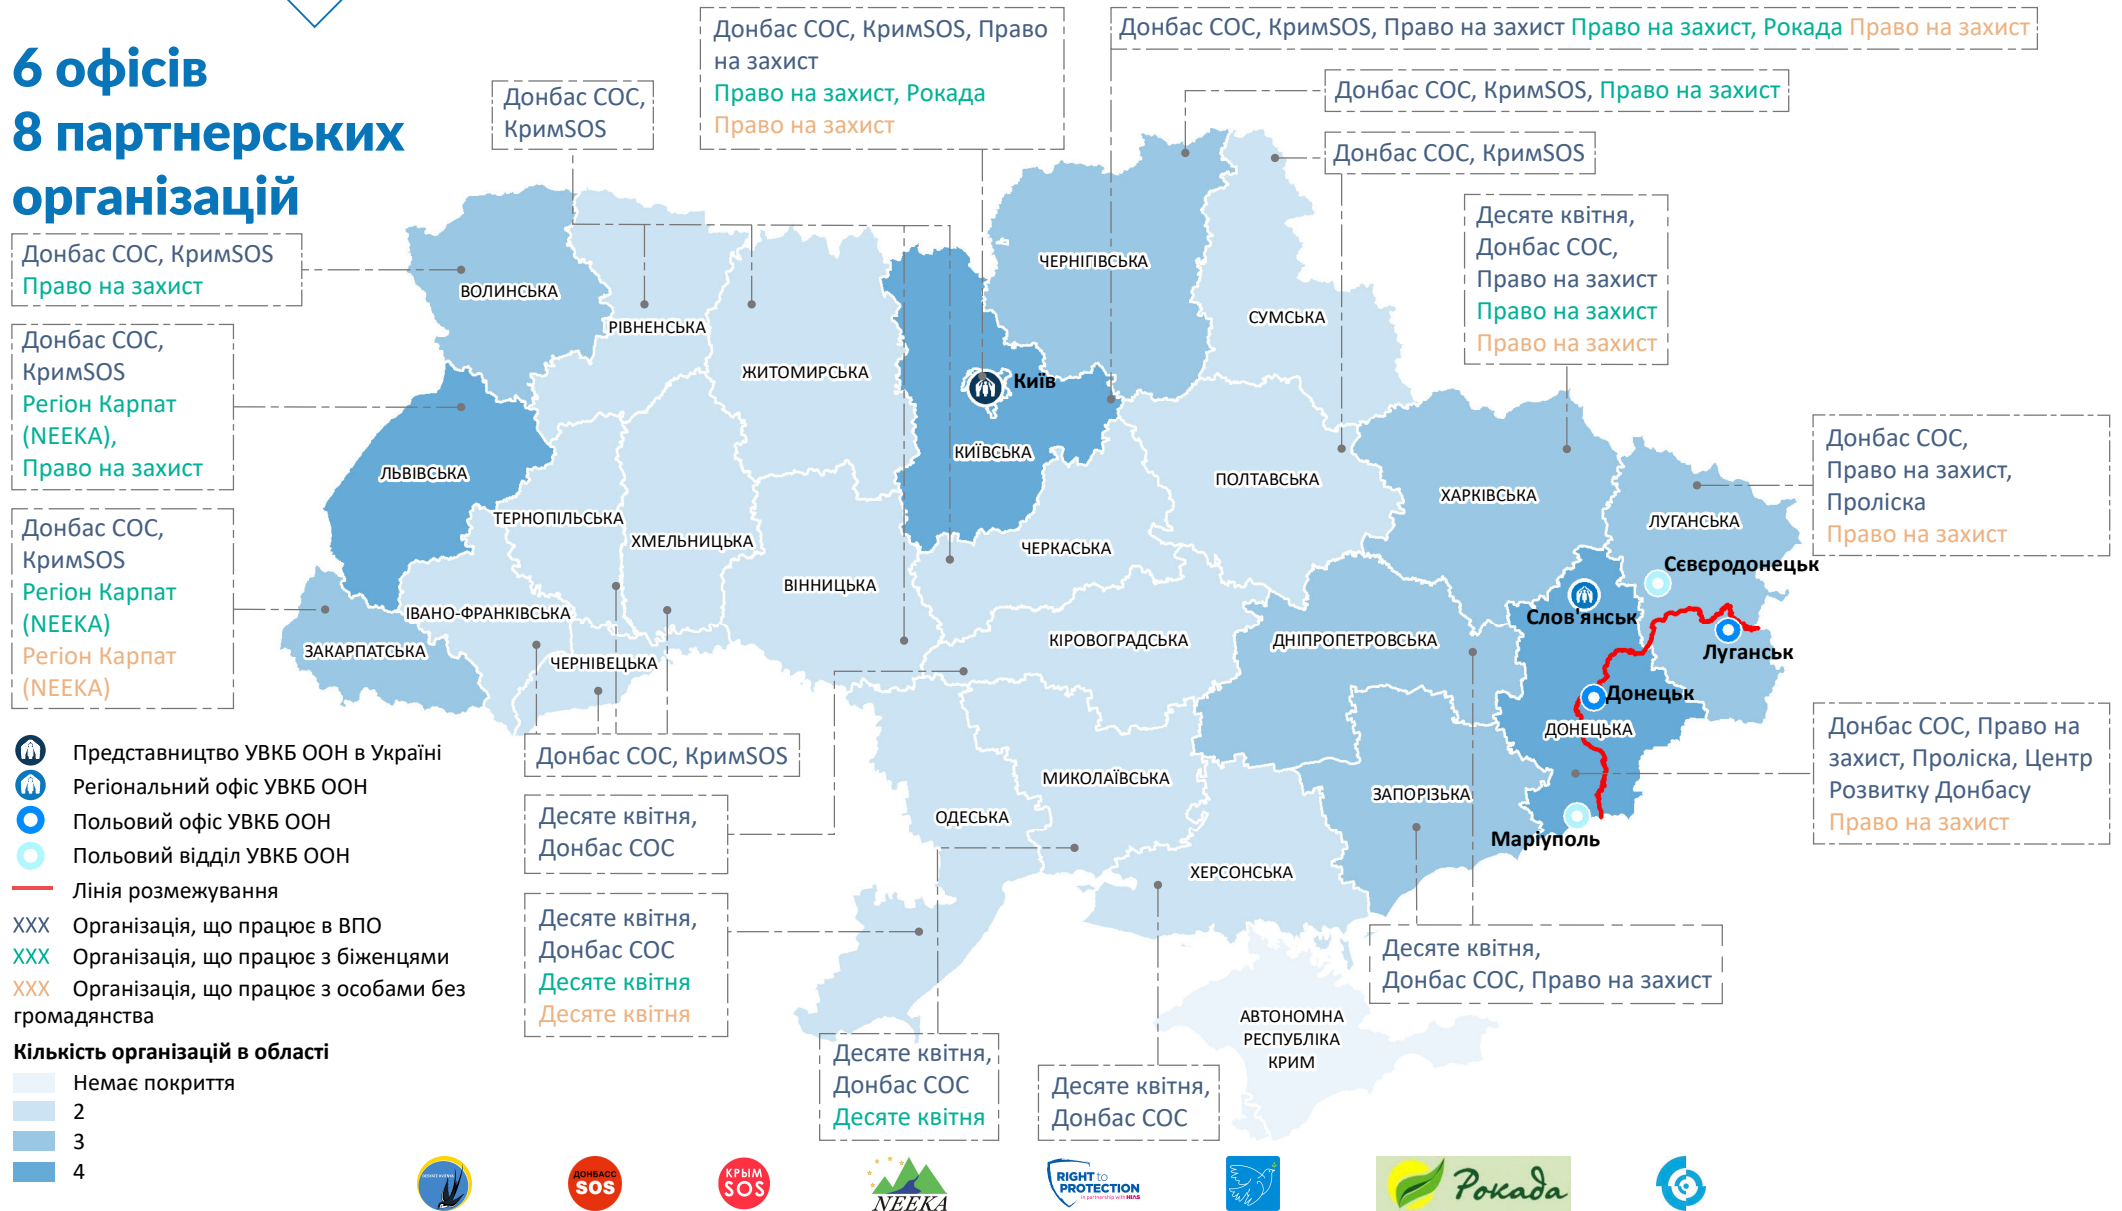 6 офісів
8 партнерських
організацій
Донбас СОС,
КримSOS
Донбас СОС, КримSOS, Право
на захист
Право на захист, Рокада
Право на захист
Донбас СОС, КримSOS, Право на захист Право на захист, Рокада Право на захист
Донбас СОС, КримSOS, Право на захист
Донбас СОС, КримSOS
Десяте квітня,
Донбас СОС,
Право на захист
Право на захист
Право на захист
Донбас СОС, КримSOS
Право на захист
Донбас СОС,
КримSOS
Регіон Карпат
(NEEKA),
Право на захист
Донбас СОС,
КримSOS
Регіон Карпат
(NEEKA)
Регіон Карпат
(NEEKA)
Донбас СОС,
Право на захист,
Проліска
Право на захист
Донбас СОС, Право на
захист, Проліска, Центр
Розвитку Донбасу
Право на захист
ВОЛИНСЬКА
РІВНЕНСЬКА
ЖИТОМИРСЬКА
Київ
КИЇВСЬКА
ЧЕРНІГІВСЬКА
СУМСЬКА
ЛЬВІВСЬКА
ТЕРНОПІЛЬСЬКА
ХМЕЛЬНИЦЬКА
ВІННИЦЬКА
ЧЕРКАСЬКА
ПОЛТАВСЬКА
ХАРКІВСЬКА
ЛУГАНСЬКА
Сєвєродонецьк
Слов'янськ
Луганськ
ІВАНО-ФРАНКІВСЬКА
ЗАКАРПАТСЬКА
ЧЕРНІВЕЦЬКА
КІРОВОГРАДСЬКА
ДНІПРОПЕТРОВСЬКА
Донецьк
ДОНЕЦЬКА
МИКОЛАЇВСЬКА
ОДЕСЬКА
ЗАПОРІЗЬКА
Маріуполь
ХЕРСОНСЬКА
АВТОНОМНА
РЕСПУБЛІКА
КРИМ
Донбас СОС, КримSOS
Десяте квітня,
Донбас СОС
Десяте квітня,
Донбас СОС
Десяте квітня
Десяте квітня
Десяте квітня,
Донбас СОС
Десяте квітня
Десяте квітня,
Донбас СОС
Десяте квітня,
Донбас СОС, Право на захист
Представництво УВКБ ООН в Україні
Регіональний офіс УВКБ ООН
Польовий офіс УВКБ ООН
Польовий відділ УВКБ ООН
Лінія розмежування
XXX Організація, що працює в ВПО
XXX Організація, що працює з біженцями
XXX Організація, що працює з особами без
громадянства
Кількість організацій в області
Немає покриття
2
3
4
ДОНБАСС
SOS
КРЫМ
SOS
NEEKA
RIGHT to
PROTECTION
in partnership with HIAS
Рокада